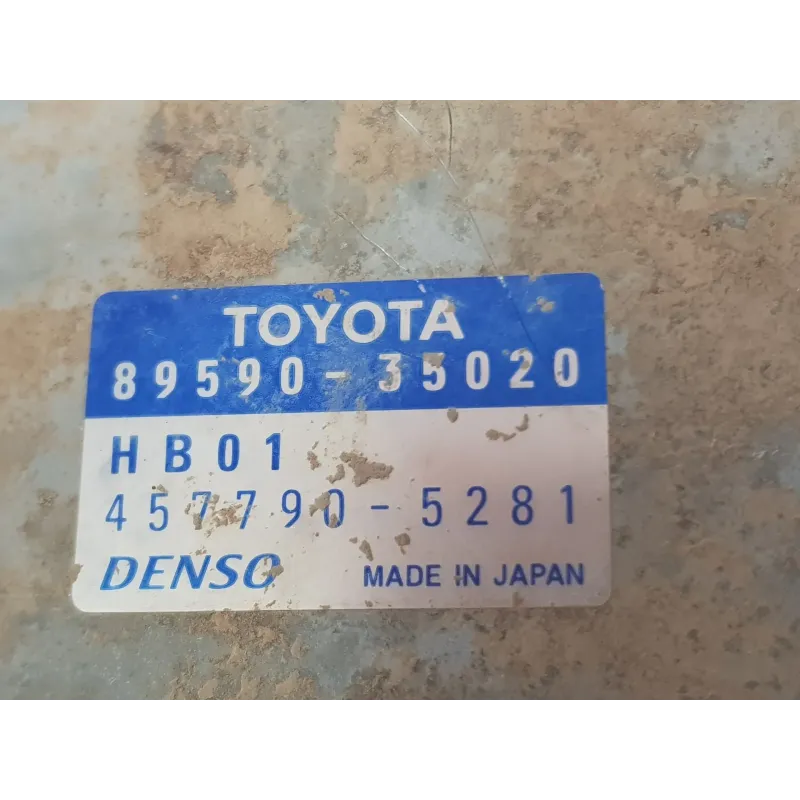 TOYOTA
89590-35020
HB01
457790-5281
DENSO MADE IN JAPAN